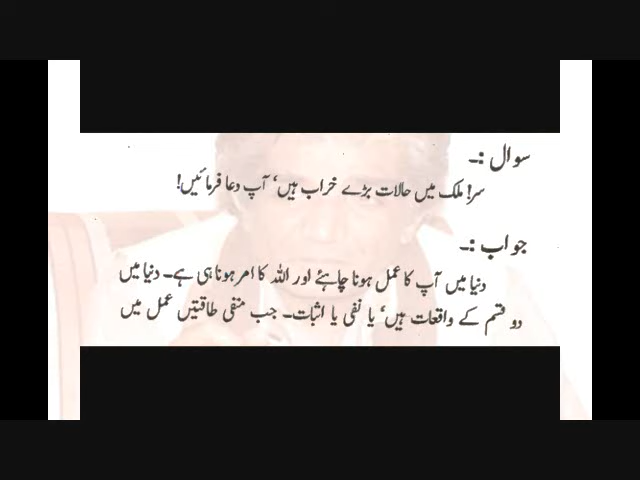 سوال :۔
سر! ملک میں حالات بڑے خراب ہیں، آپ دعا فرمائیں!
جواب :۔
دنیا میں آپ کا عمل ہونا چاہئے اور اللہ کا امر ہونا ہی ہے۔ دنیا میں
دو قسم کے واقعات ہیں، یا نفی یا اثبات۔ جب منفی طاقتیں عمل میں